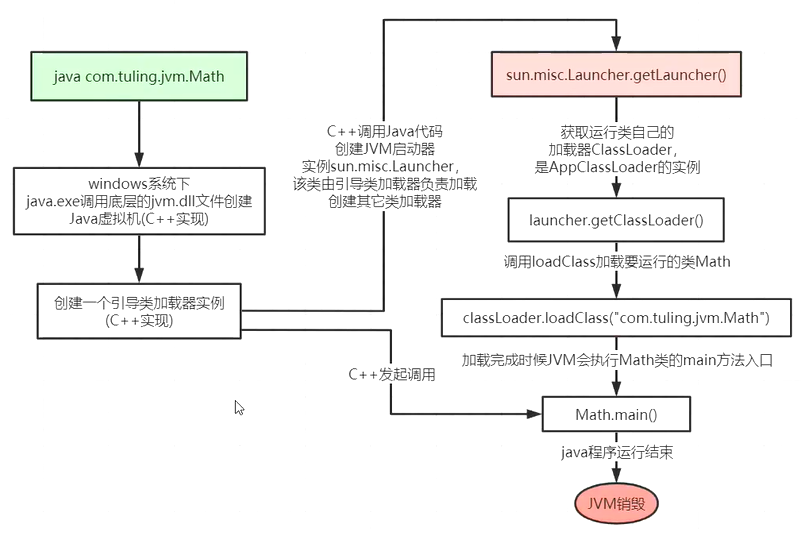 java com.tuling.jvm.Math
windows系统下
java.exe调用底层的jvm.dll文件创建
Java虚拟机(C++实现)
创建一个引导类加载器实例
(C++实现)
C++调用Java代码
创建JVM启动器
实例sun.misc.Launcher，
该类由引导类加载器负责加载
创建其它类加载器
C++发起调用
sun.misc.Launcher.getLauncher()
获取运行类自己的
加载器ClassLoader，
是AppClassLoader的实例
launcher.getClassLoader()
调用loadClass加载要运行的类Math
classLoader.loadClass("com.tuling.jvm.Math")
加载完成时候JVM会执行Math类的main方法入口
Math.main()
java程序运行结束
JVM销毁